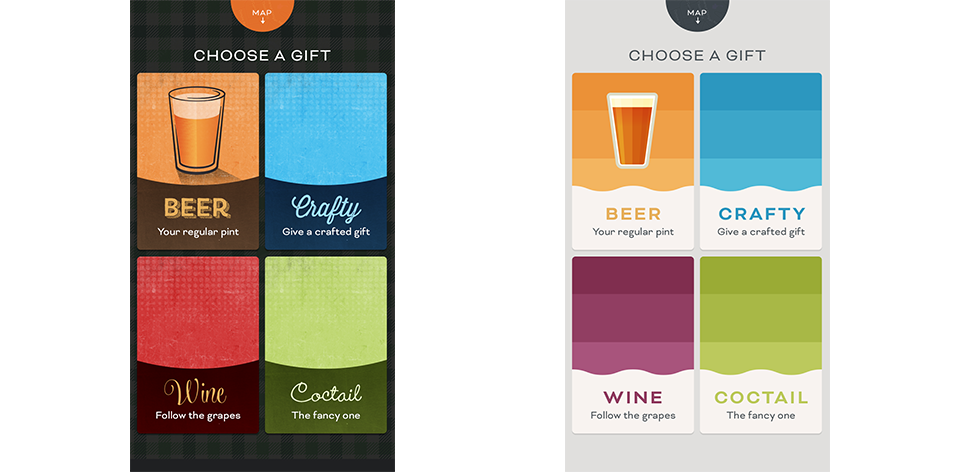 MAP
CHOOSE A GIFT
BEER
Your regular pint
Crafty
Give a crafted gift
Wine
Follow the grapes
Coctail
The fancy one
MAP
CHOOSE A GIFT
BEER
Your regular pint
CRAFTY
Give a crafted gift
WINE
Follow the grapes
COCTAIL
The fancy one